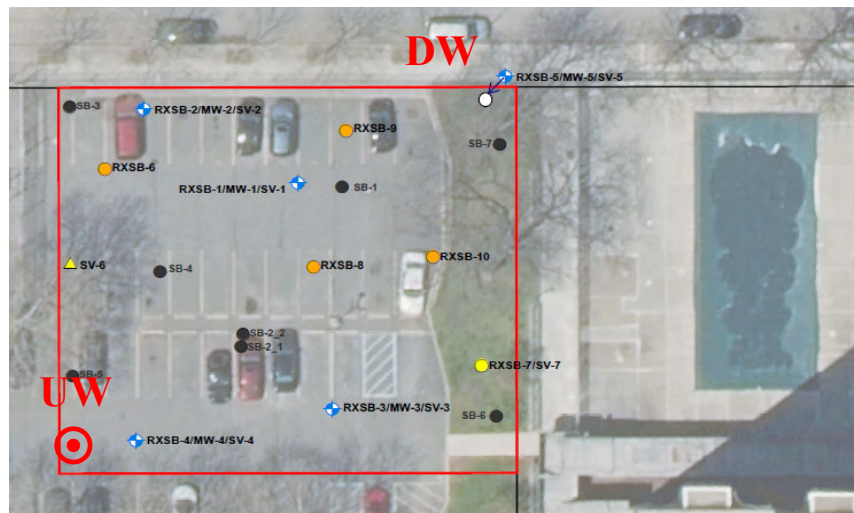 DW
RXSB-5/MW-5/SV-5
SB-3
RXSB-2/MW-2/SV-2
RXSB-9
SB-7
RXSB-6
RXSB-1/MW-1/SV-1
SB-1
SV-6
SB-4
RXSB-8
RXSB-10
SB-2_2
SB-2_1
RXSB-7/SV-7
SB-5
UW
RXSB-3/MW-3/SV-3
SB-6
RXSB-4/MW-4/SV-4